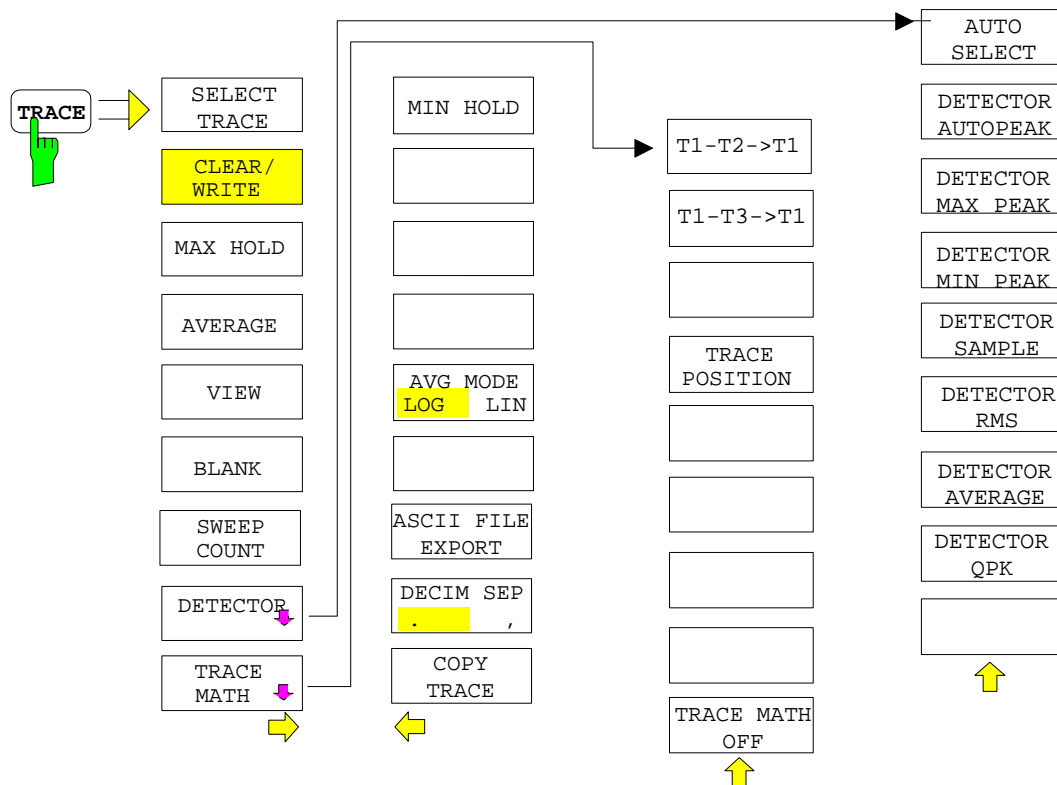 TRACE
SELECT
TRACE
CLEAR/
WRITE
MAX HOLD
AVERAGE
VIEW
BLANK
SWEEP
COUNT
DETECTOR
TRACE
MATH
MIN HOLD
AVG MODE
LOG LIN
ASCII FILE
EXPORT
DECIM SEP
. ,
COPY
TRACE
T1-T2->T1
T1-T3->T1
TRACE
POSITION
TRACE MATH
OFF
AUTO
SELECT
DETECTOR
AUTOPEAK
DETECTOR
MAX PEAK
DETECTOR
MIN PEAK
DETECTOR
SAMPLE
DETECTOR
RMS
DETECTOR
AVERAGE
DETECTOR
QPK